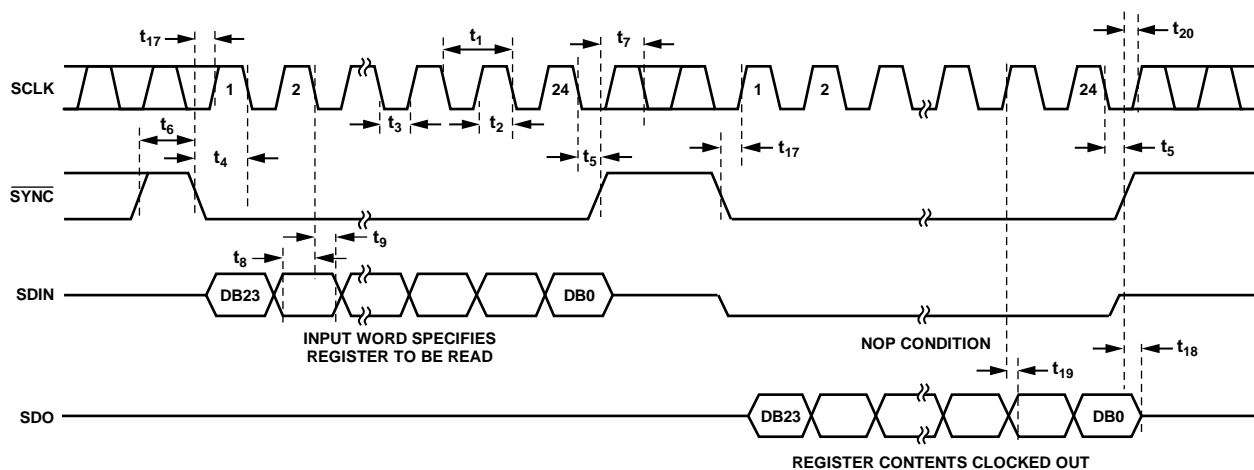 t17
t1
t7
t20
SCLK
1
2
24
1
2
24
t3
t2
t6
t4
t5
t17
t5
SYNC
t9
t8
SDIN
DB23
DB0
INPUT WORD SPECIFIES
REGISTER TO BE READ
NOP CONDITION
t18
t19
SDO
DB23
DB0
REGISTER CONTENTS CLOCKED OUT